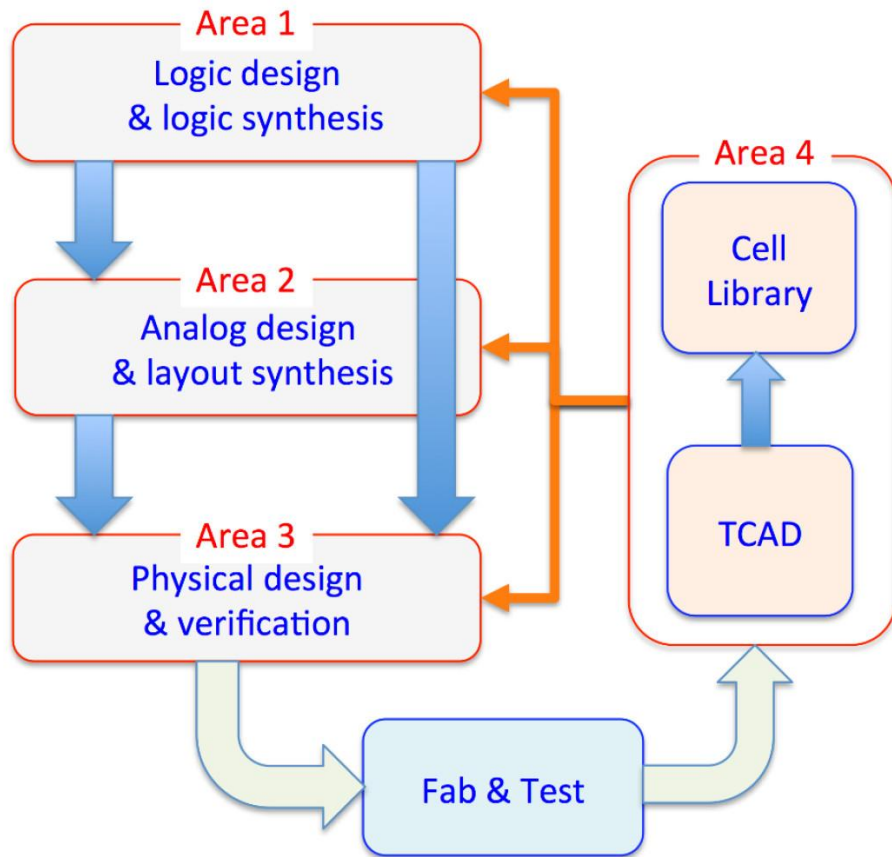 Area 1
Logic design
& logic synthesis
Area 2
Analog design
& layout synthesis
Area 3
Physical design
& verification
Area 4
Cell
Library
TCAD
Fab & Test